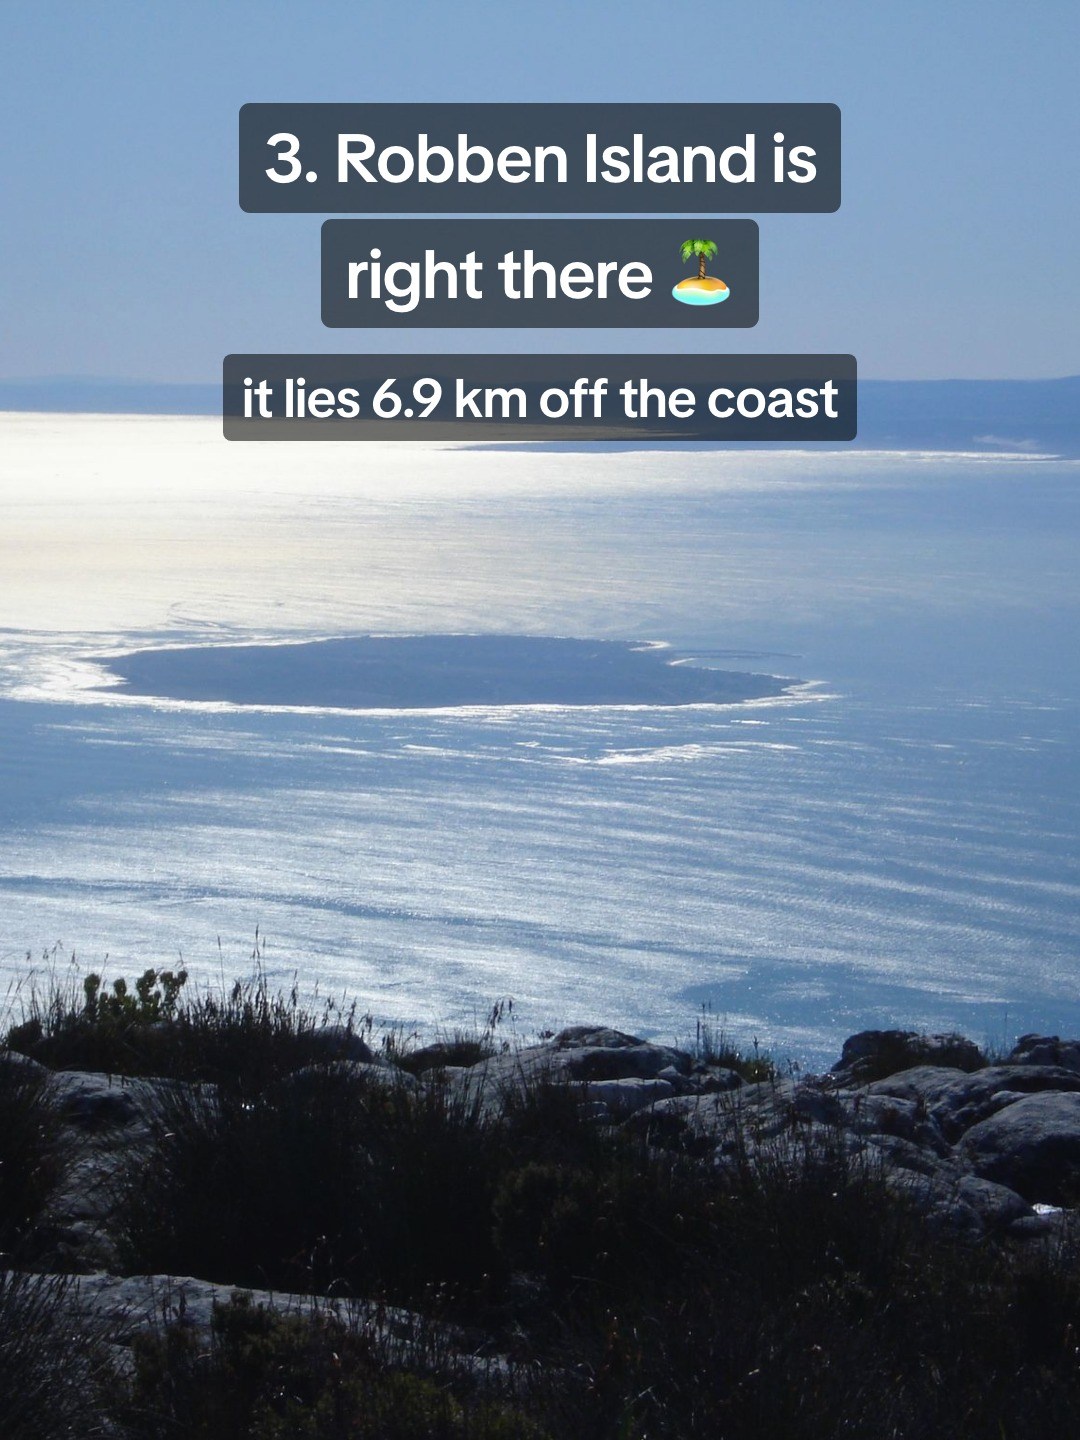 3. Robben Island is
right there 🏝️
it lies 6.9 km off the coast